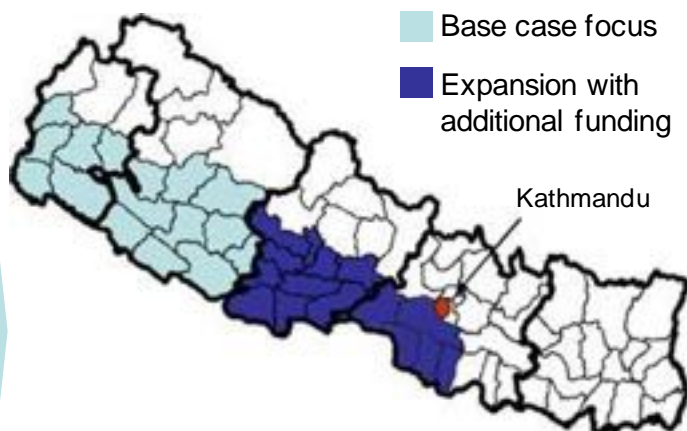 Base case focus
Expansion with
additional funding
Kathmandu